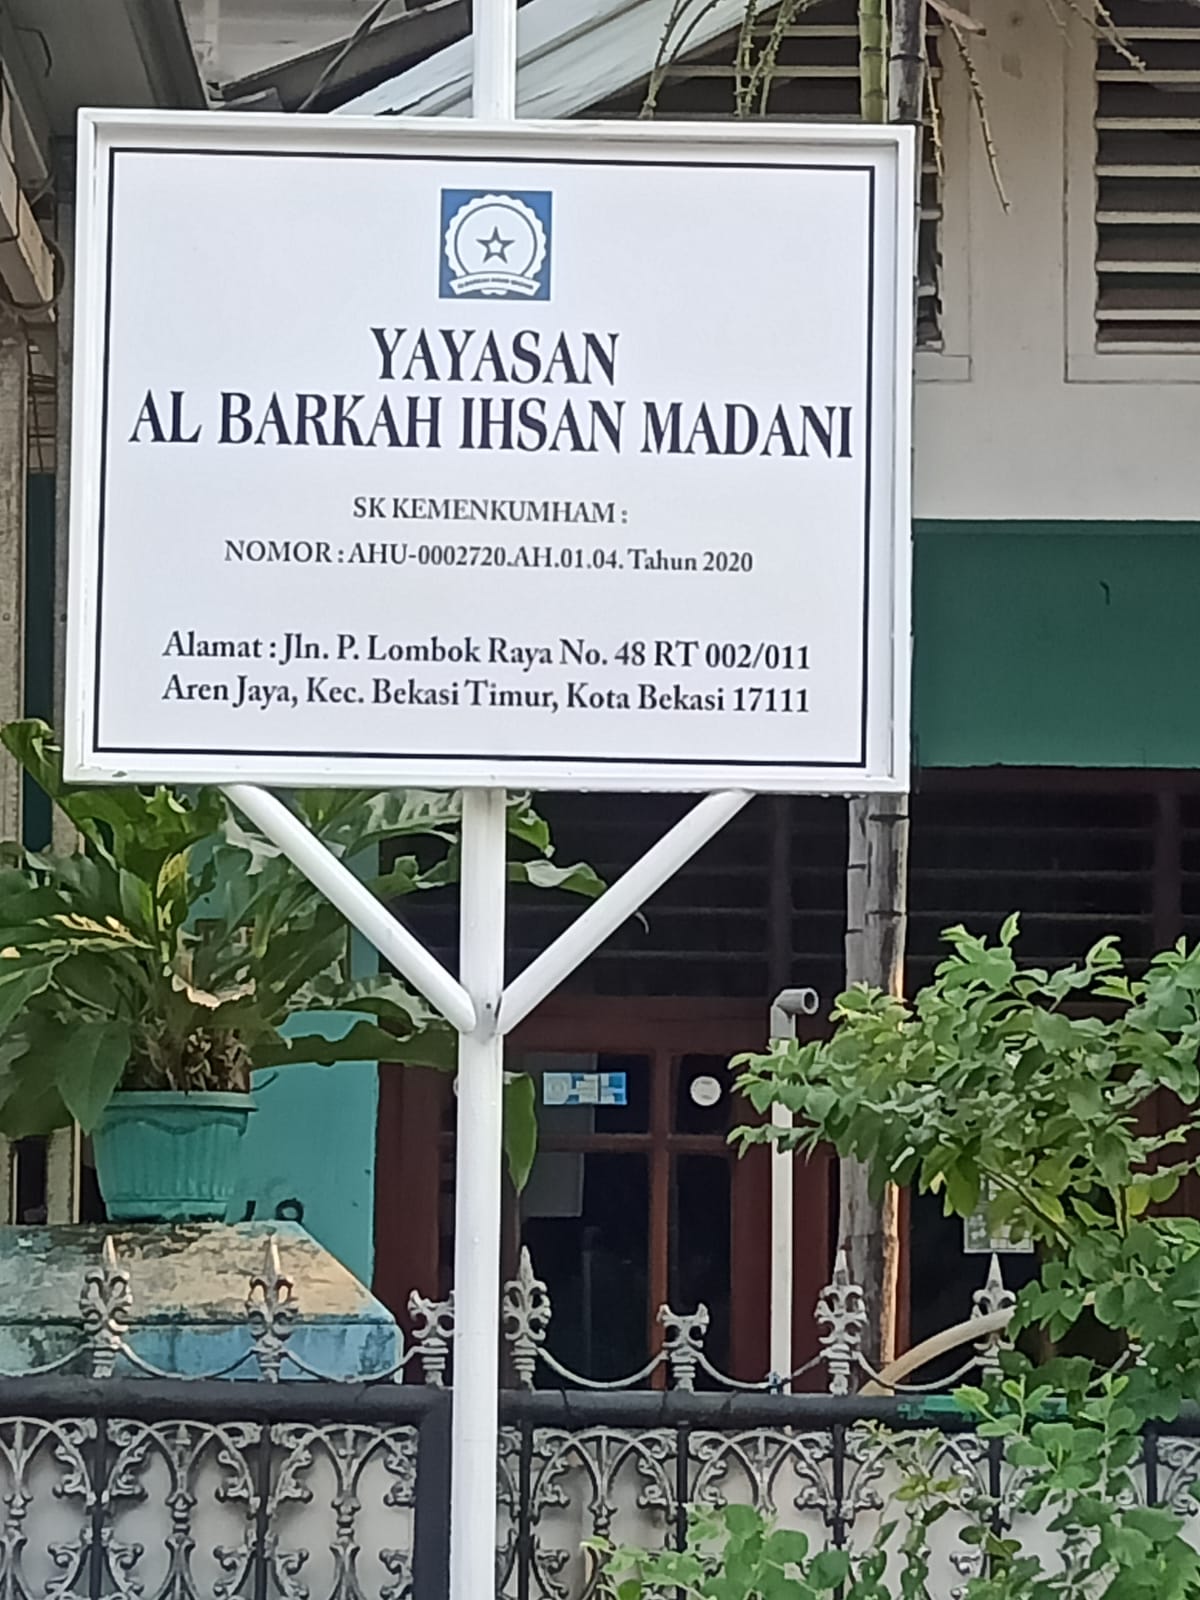 YAYASAN
AL BARKAH IHSAN MADANI
SK KEMENKUMHAM :
NOMOR : AHU-0002720.AH.01.04. Tahun 2020
Alamat : Jln. P. Lombok Raya No. 48 RT 002/011
Aren Jaya, Kec. Bekasi Timur, Kota Bekasi 17111